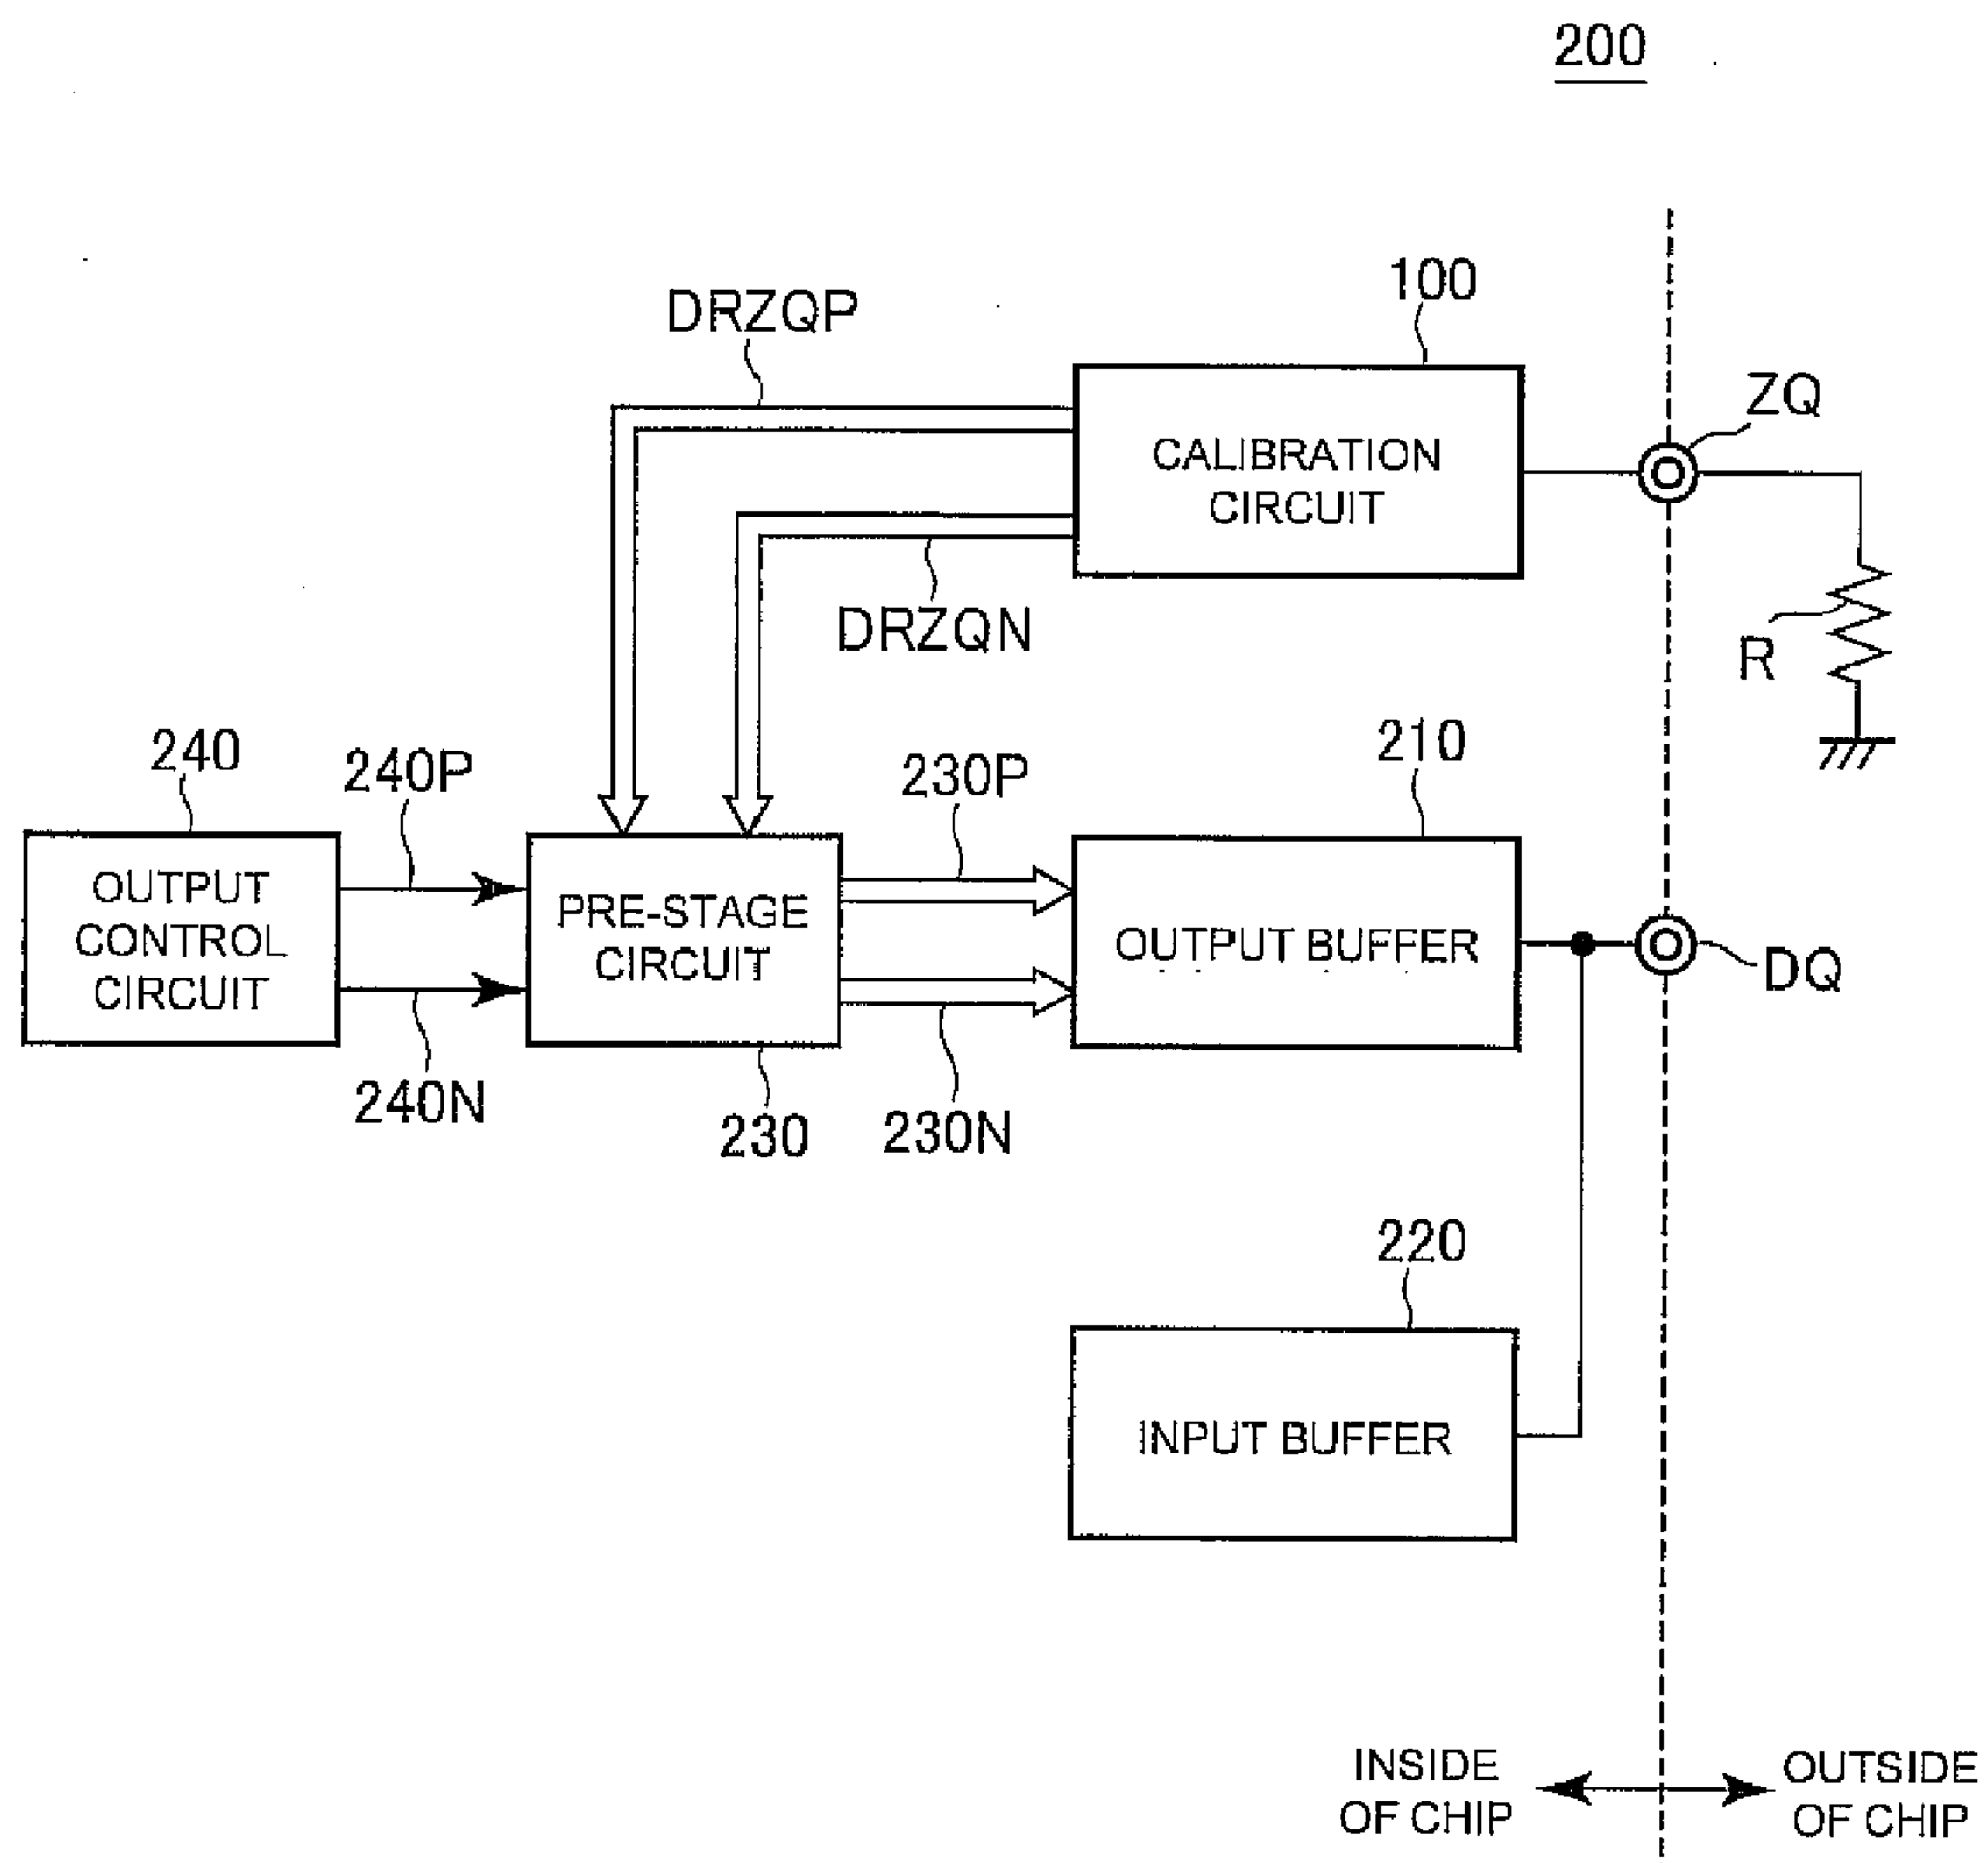 200
100
DRZQP
ZQ
CALIBRATION
CIRCUIT
DRZQN
R
240
240P
230P
210
OUTPUT
CONTROL
CIRCUIT
PRE-STAGE
CIRCUIT
OUTPUT BUFFER
DQ
240N
230
230N
220
INPUT BUFFER
INSIDE
OF CHIP
OUTSIDE
OF CHIP